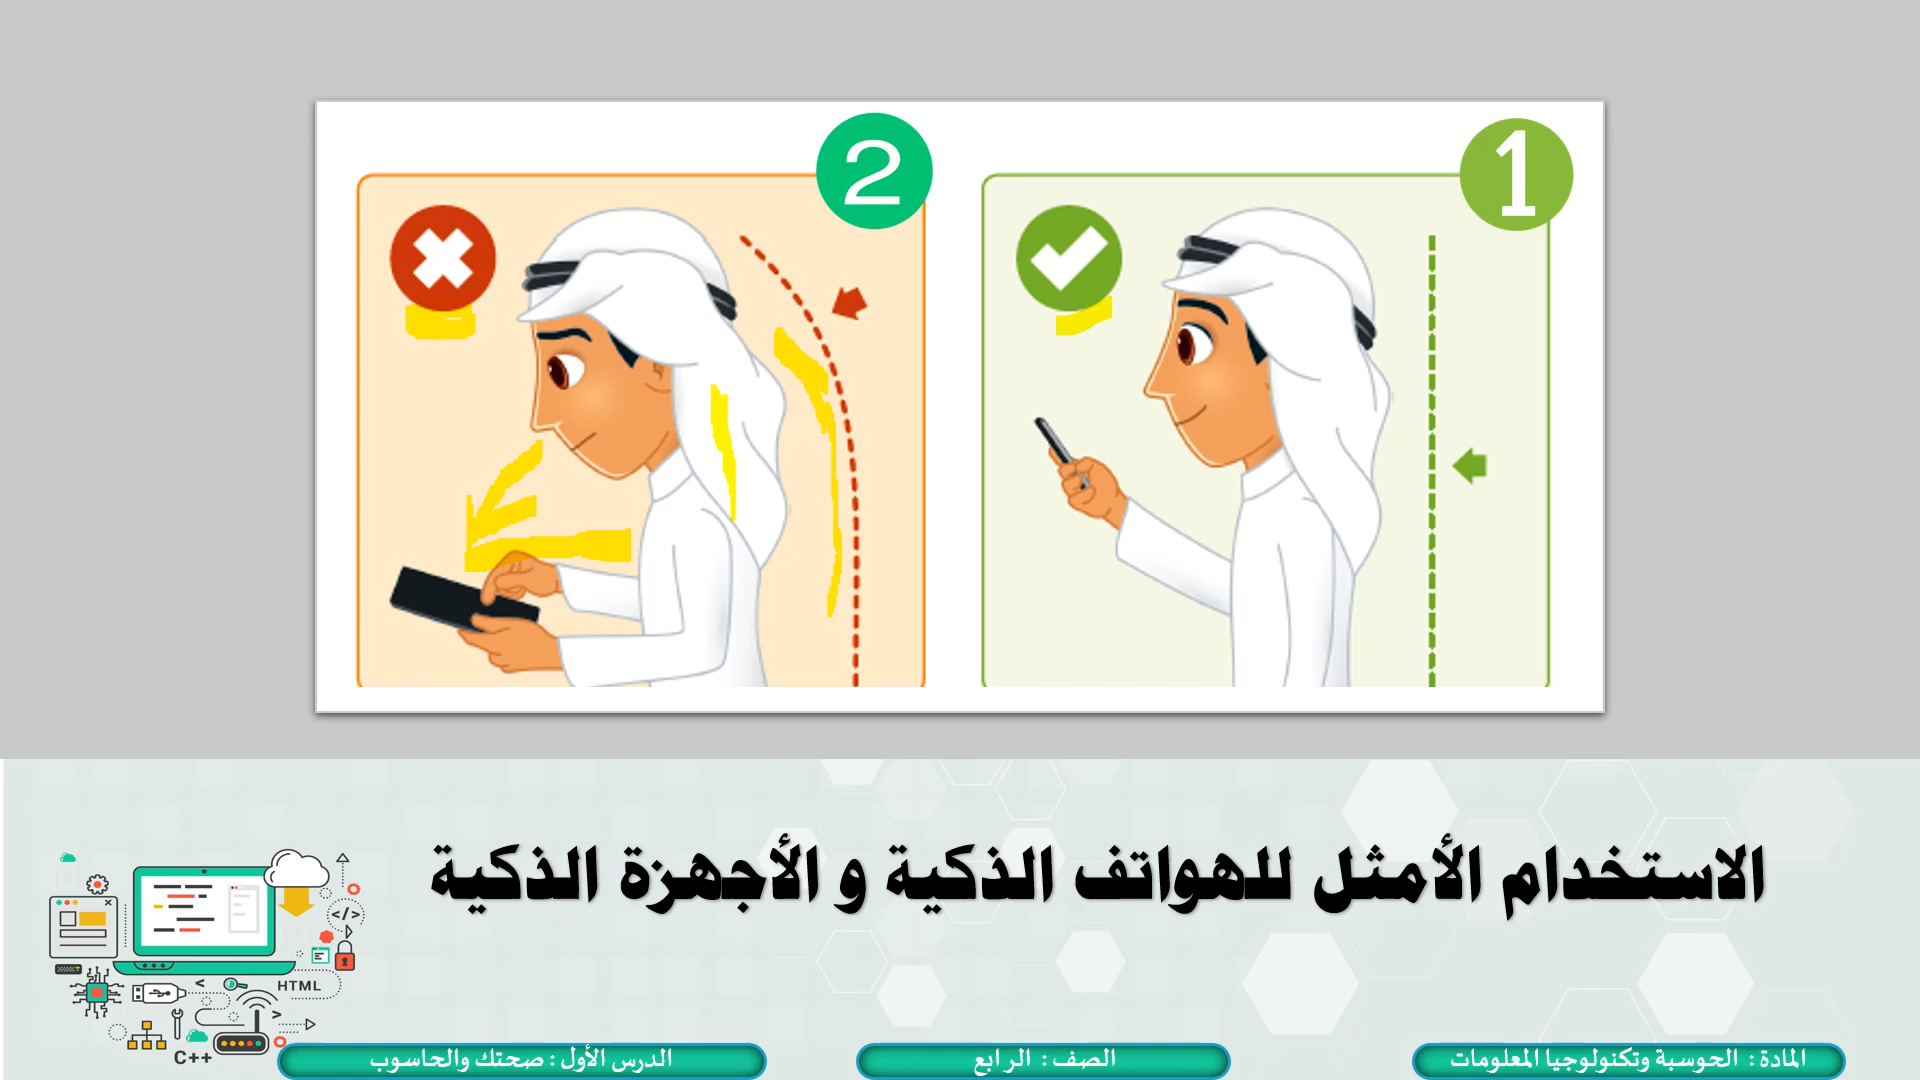 1
2
الاستخدام الأمثل للهواتف الذكية و الأجهزة الذكية
</>
HTML
<
>
C++
المادة : الحوسبة وتكنولوجيا المعلومات
الصف : الرابع
الدرس الأول : صحتك والحاسوب